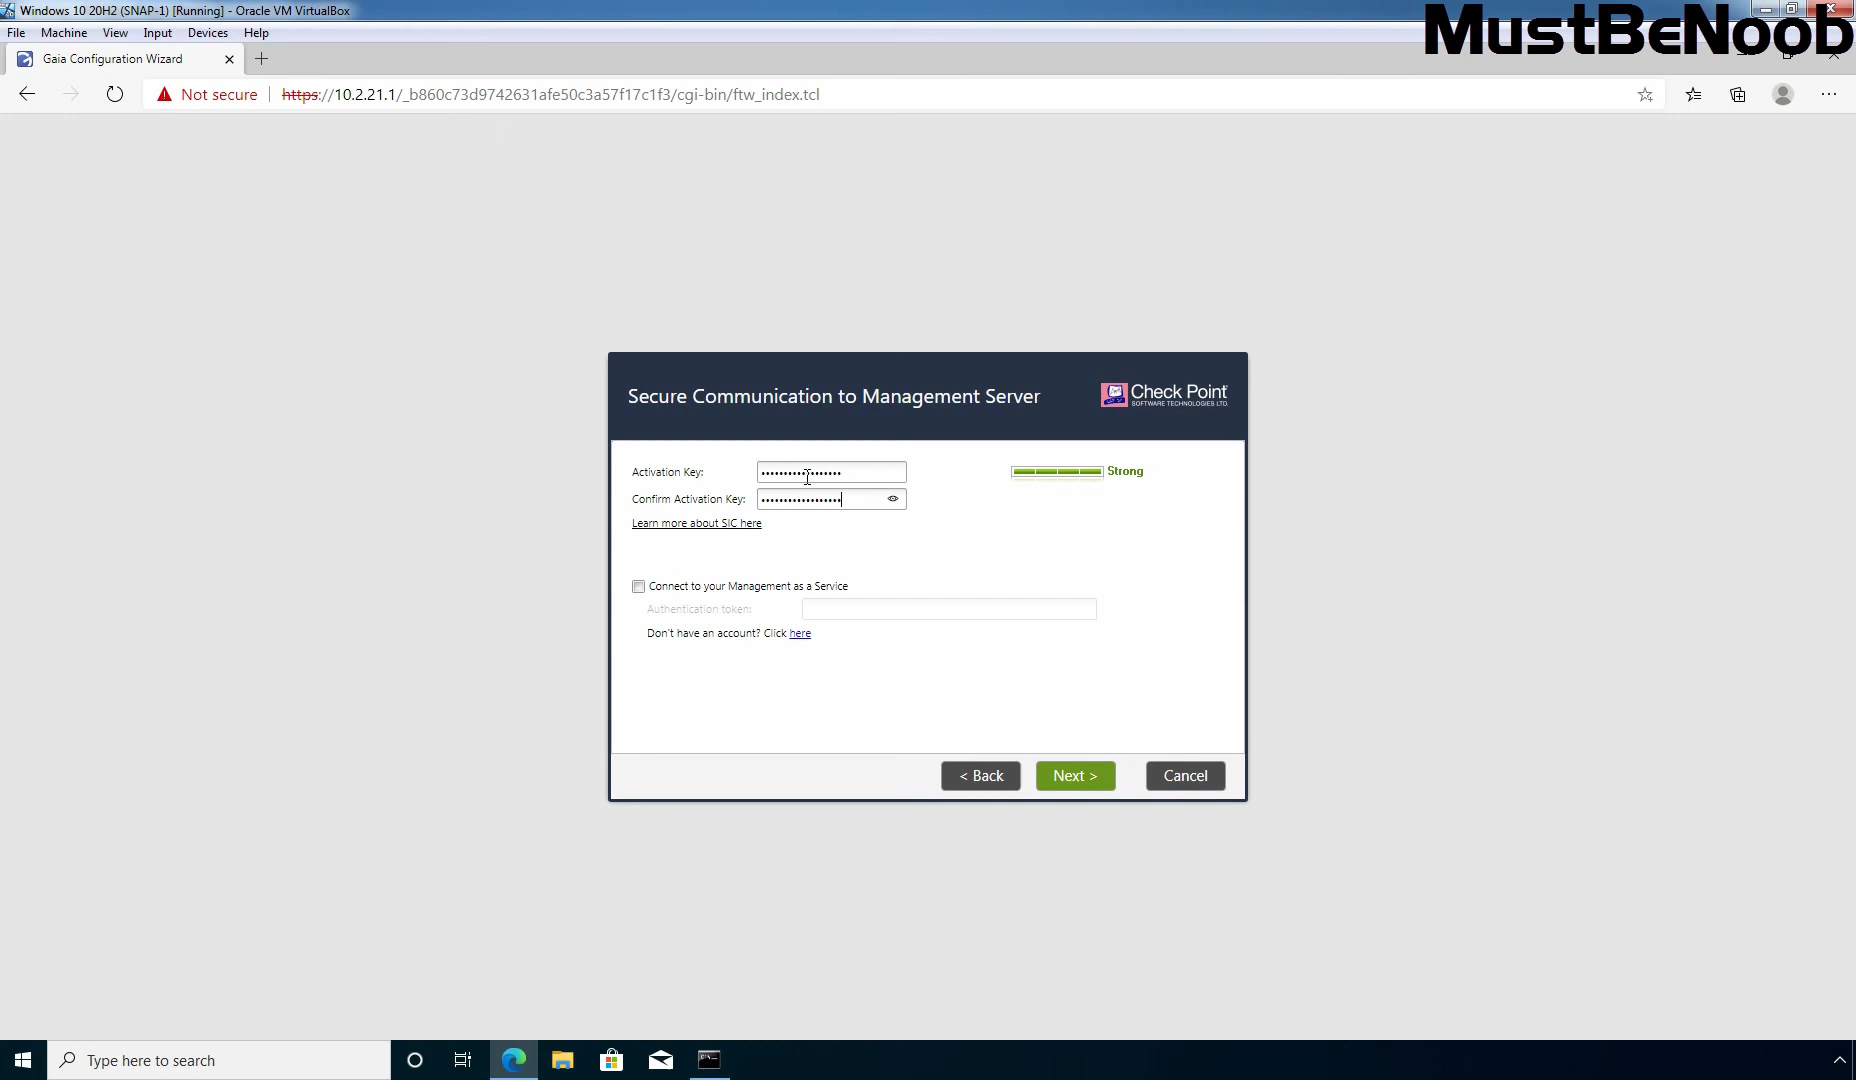 Windows 10 20H2 (SNAP-1) [Running] - Oracle VM VirtualBox
MustBeNoob
File Machine View Input Devices Help
Gaia Configuration Wizard
Not secure
https://10.2.21.1/_b860c73d9742631afe50c3a57f17c1f3/cgi-bin/ftw_index.tcl
Secure Communication to Management Server
Check Point
SOFTWARE TECHNOLOGIES LTD.
Activation Key:
Strong
Confirm Activation Key:
Learn more about SIC here
Connect to your Management as a Service
Authentication token:
Don't have an account? Click here
< Back
Next >
Cancel
Type here to search